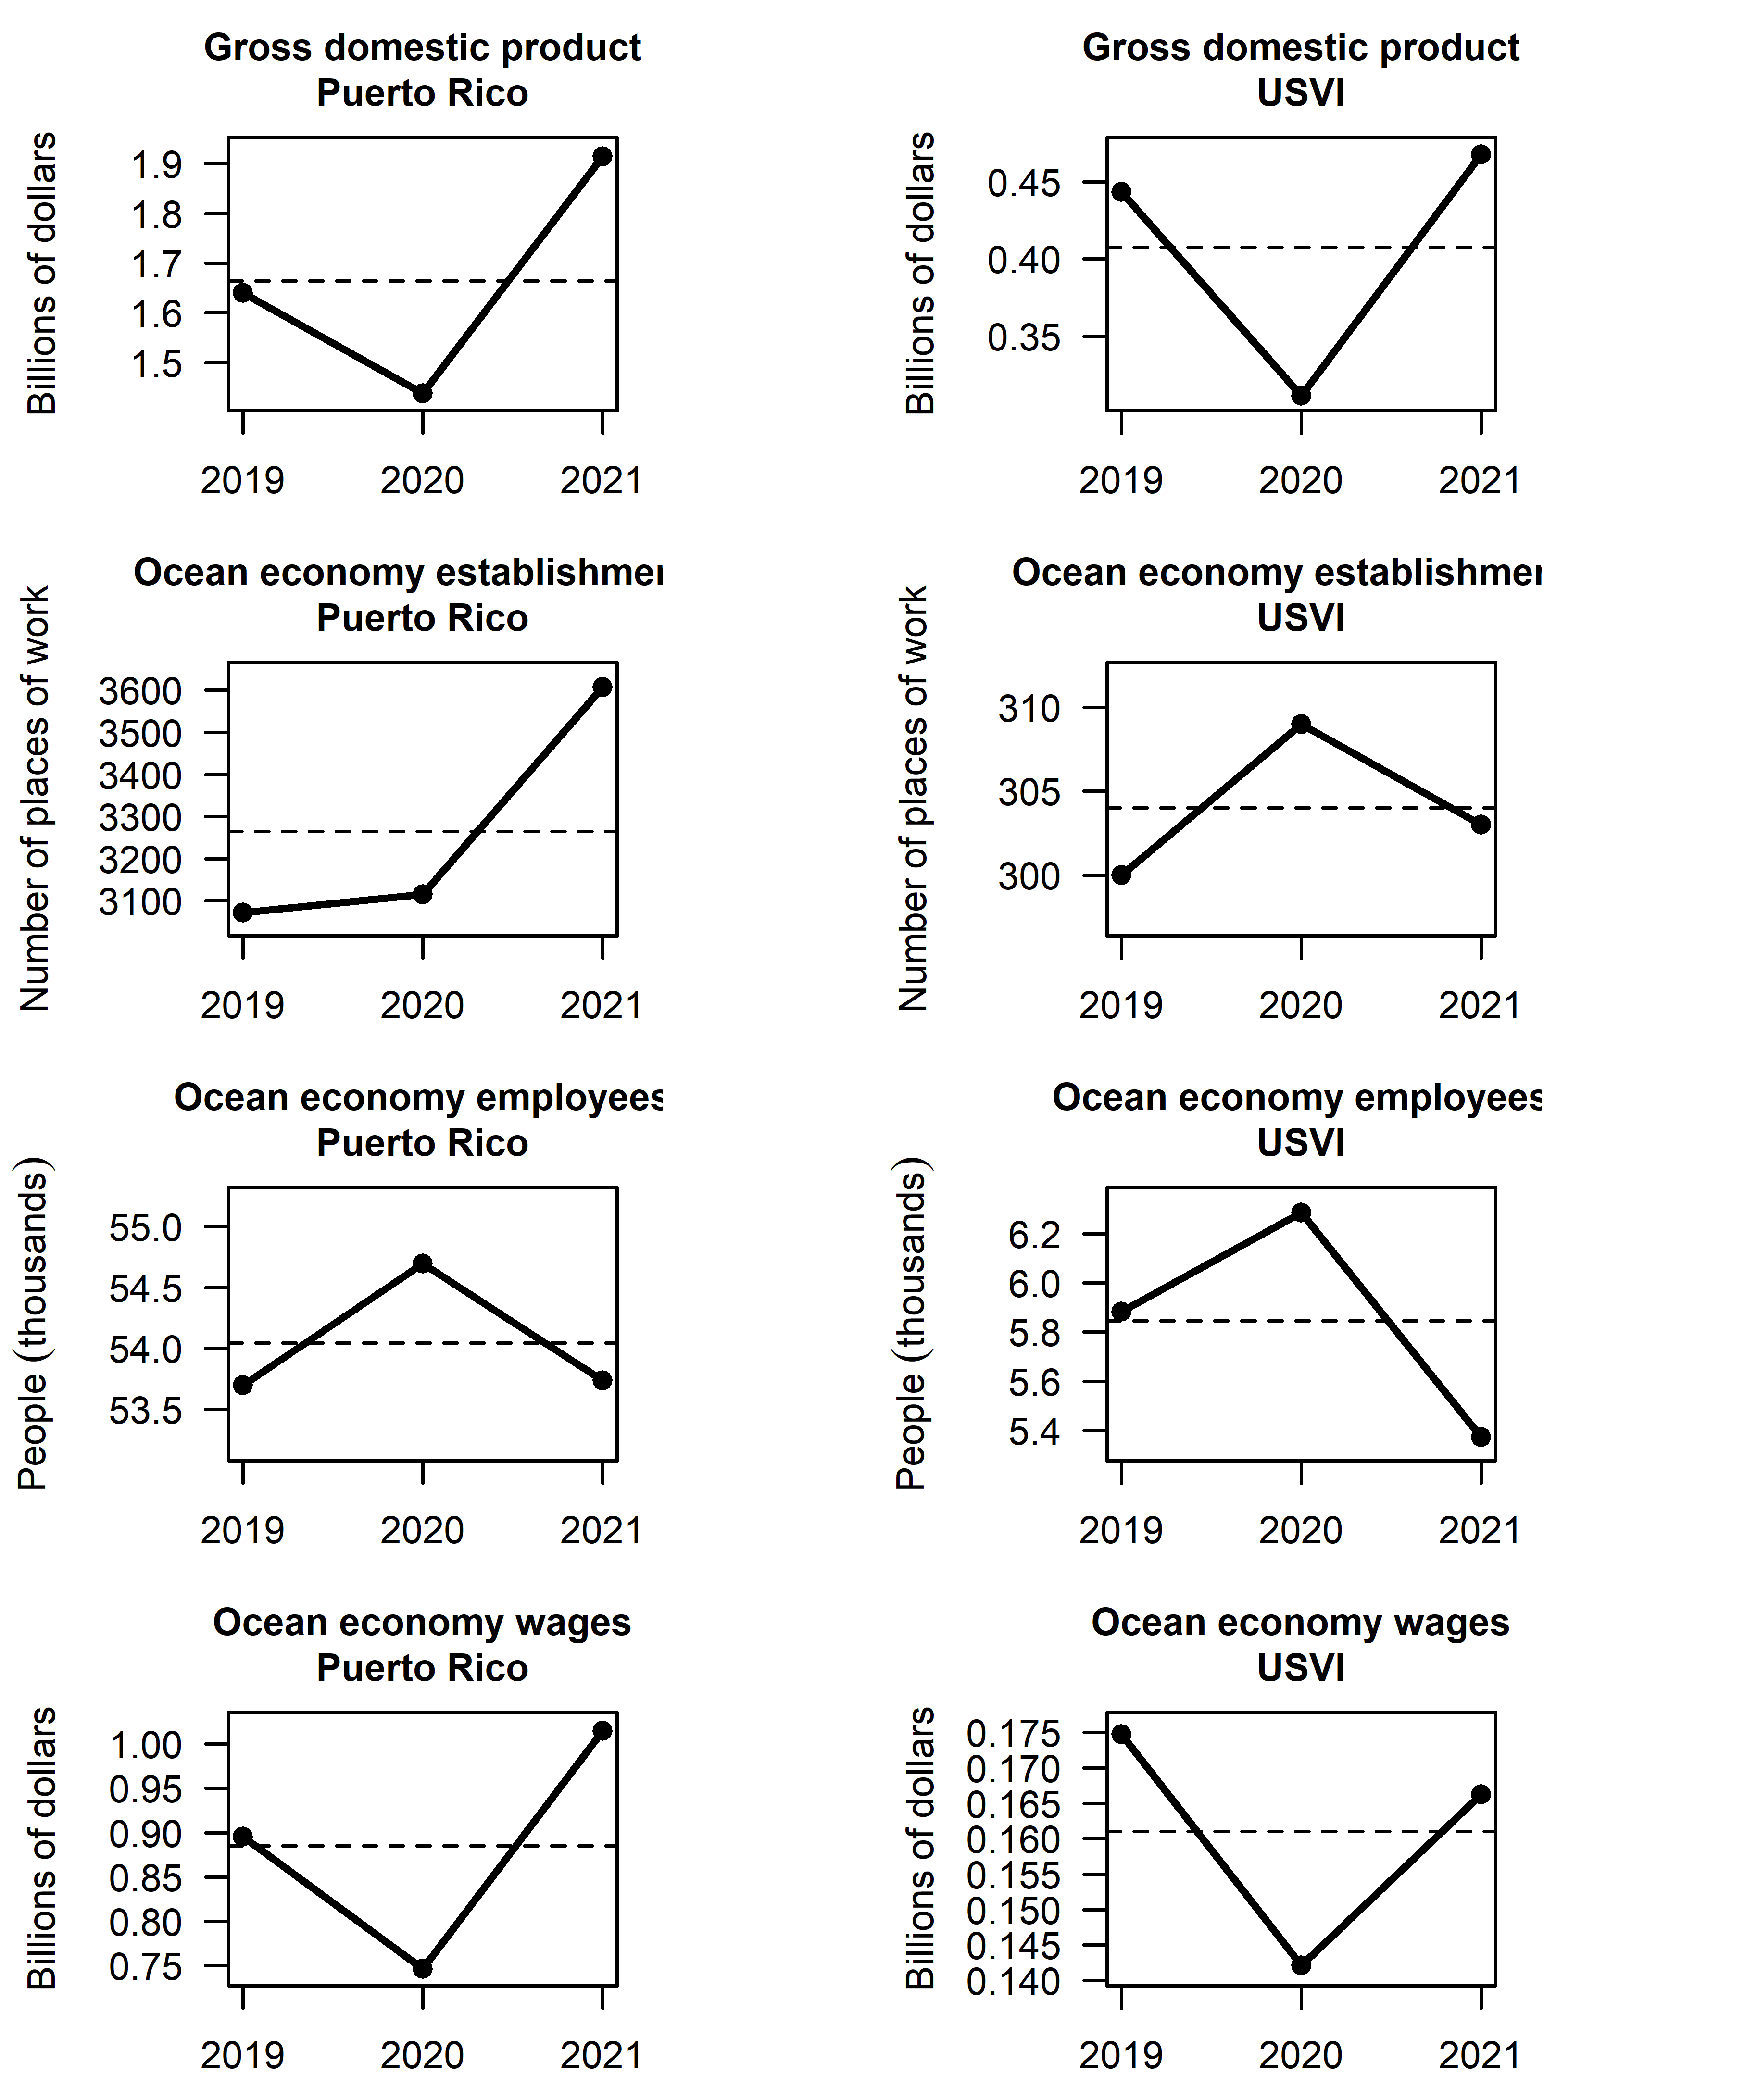 Gross domestic product
Puerto Rico
Billions of dollars
1.9
1.8
1.7
1.6
1.5
2019 2020 2021
Gross domestic product
USVI
Billions of dollars
0.45
0.40
0.35
2019 2020 2021
Ocean economy establishmen
Puerto Rico
Number of places of work
3600
3500
3400
3300
3200
3100
2019 2020 2021
Ocean economy establishmen
USVI
Number of places of work
310
305
300
2019 2020 2021
Ocean economy employees
Puerto Rico
People (thousands)
55.0
54.5
54.0
53.5
2019 2020 2021
Ocean economy employees
USVI
People (thousands)
6.2
6.0
5.8
5.6
5.4
2019 2020 2021
Ocean economy wages
Puerto Rico
Billions of dollars
1.00
0.95
0.90
0.85
0.80
0.75
2019 2020 2021
Ocean economy wages
USVI
Billions of dollars
0.175
0.170
0.165
0.160
0.155
0.150
0.145
0.140
2019 2020 2021